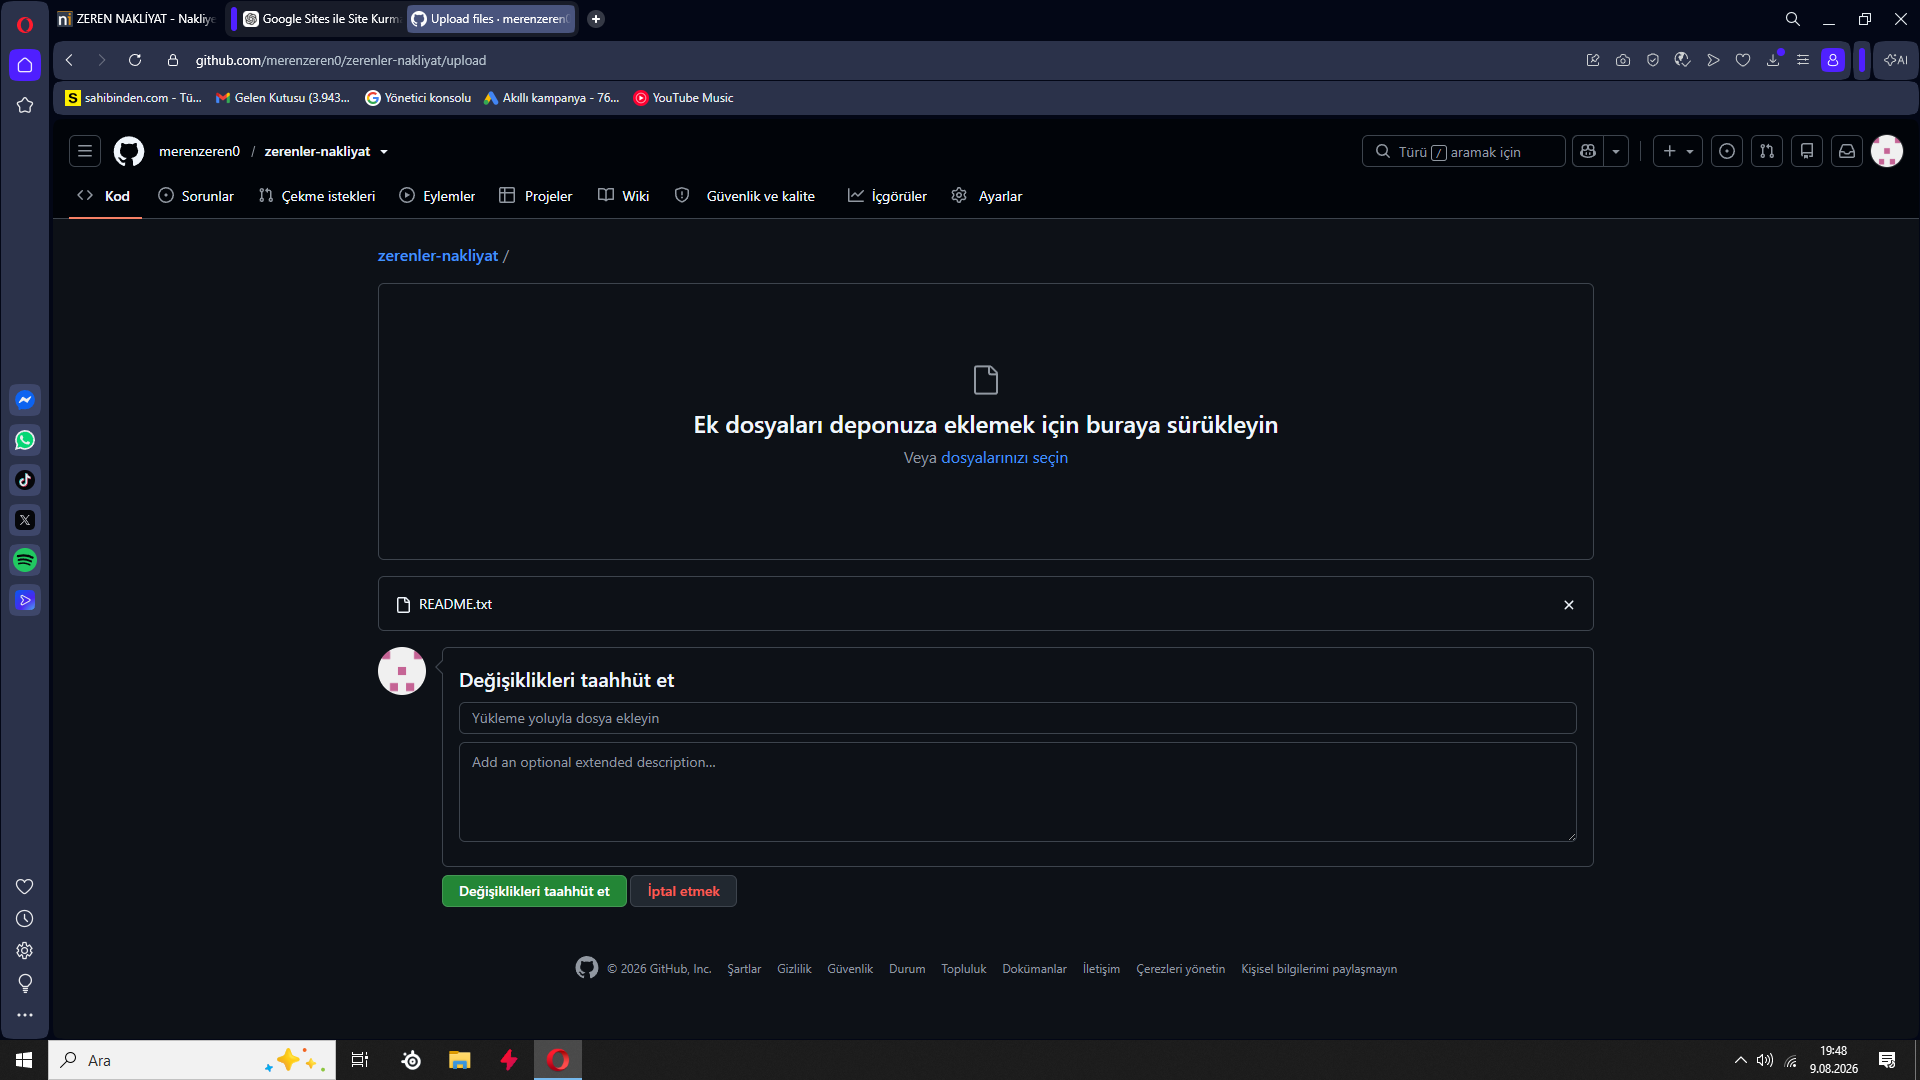 ZEREN NAKLİYAT - Nakliye
Google Sites ile Site Kurma
Upload files · merenzeren0
github.com/merenzeren0/zerenler-nakliyat/upload
AI
sahibinden.com - Tü...
Gelen Kutusu (3.943...
Yönetici konsolu
Akıllı kampanya - 76...
YouTube Music
merenzeren0 / zerenler-nakliyat
Türü / aramak için
Kod
Sorunlar
Çekme istekleri
Eylemler
Projeler
Wiki
Güvenlik ve kalite
İçgörüler
Ayarlar
zerenler-nakliyat /
Ek dosyaları deponuza eklemek için buraya sürükleyin
Veya dosyalarınızı seçin
README.txt
Değişiklikleri taahhüt et
Yükleme yoluyla dosya ekleyin
Add an optional extended description...
Değişiklikleri taahhüt et
İptal etmek
© 2026 GitHub, Inc.
Şartlar
Gizlilik
Güvenlik
Durum
Topluluk
Dokümanlar
İletişim
Çerezleri yönetin
Kişisel bilgilerimi paylaşmayın
Ara
19:48
9.08.2026